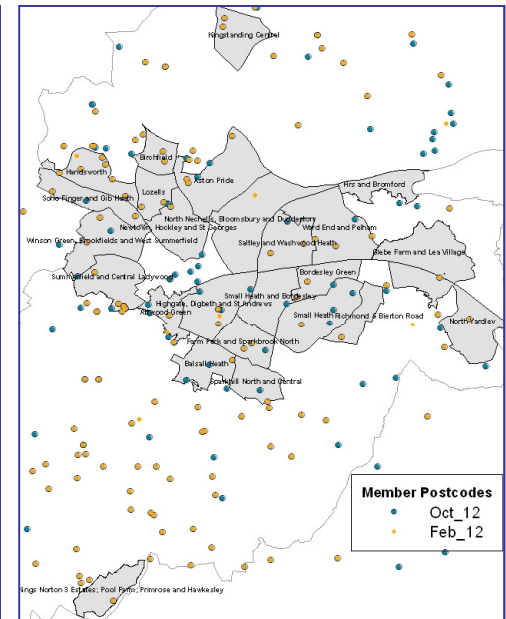 Kingstanding Central
Birchfield
Handsworth
Aston Pride
Lozells
Hrs and Bromford
Soho Finger and Gib Heath
North Nechells, Bloomsbury and Duddeston
Newtown, Hockley and St Georges
Ward End and Pelham
Winson Green, Brookfields and West Summerfield
Saltley and Washwood Heath
Glebe Farm and Lea Village
Bordesley Green
Summerfield and Central Ladywood
Small Heath and Bordesley
Highgate, Digbeth and St Andrews
Attwood Green
Small Heath
Richmond & Bierton Road
North Yardley
Farm Park and Sparkbrook North
Balsall Heath
Sparkhill North and Central
Member Postcodes
Oct_12
Feb_12
ings Norton 3 Estates; Pool Farm, Primrose and Hawkesley